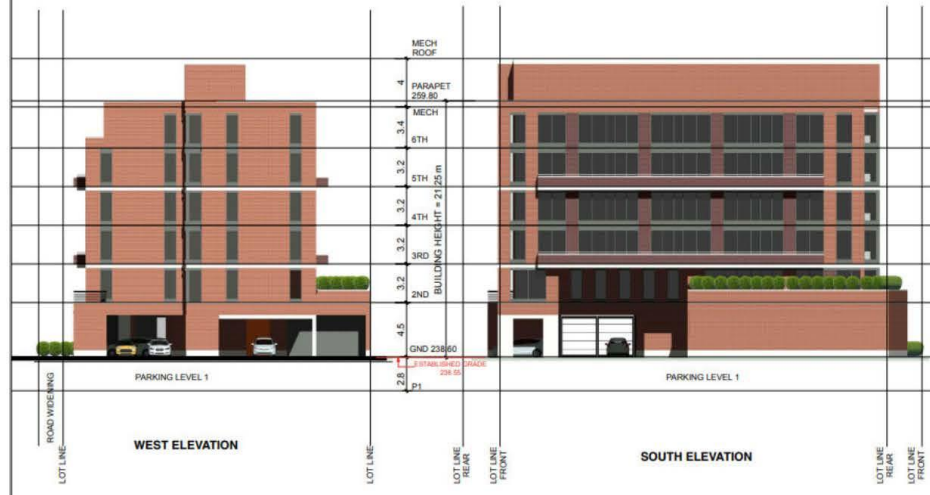 MECH
ROOF
4
PARAPET
259.80
MECH
3.4
6TH
3.2
5TH
3.2
4TH
3.2
3RD
3.2
2ND
4.5
BUILDING HEIGHT = 21.25 m
GND 238.60
ESTABLISHED GRADE
238.55
2.8
P1
PARKING LEVEL 1
PARKING LEVEL 1
ROAD WIDENING
LOT LINE
WEST ELEVATION
LOT LINE
LOT LINE
REAR
LOT LINE
FRONT
SOUTH ELEVATION
LOT LINE
REAR
LOT LINE
FRONT